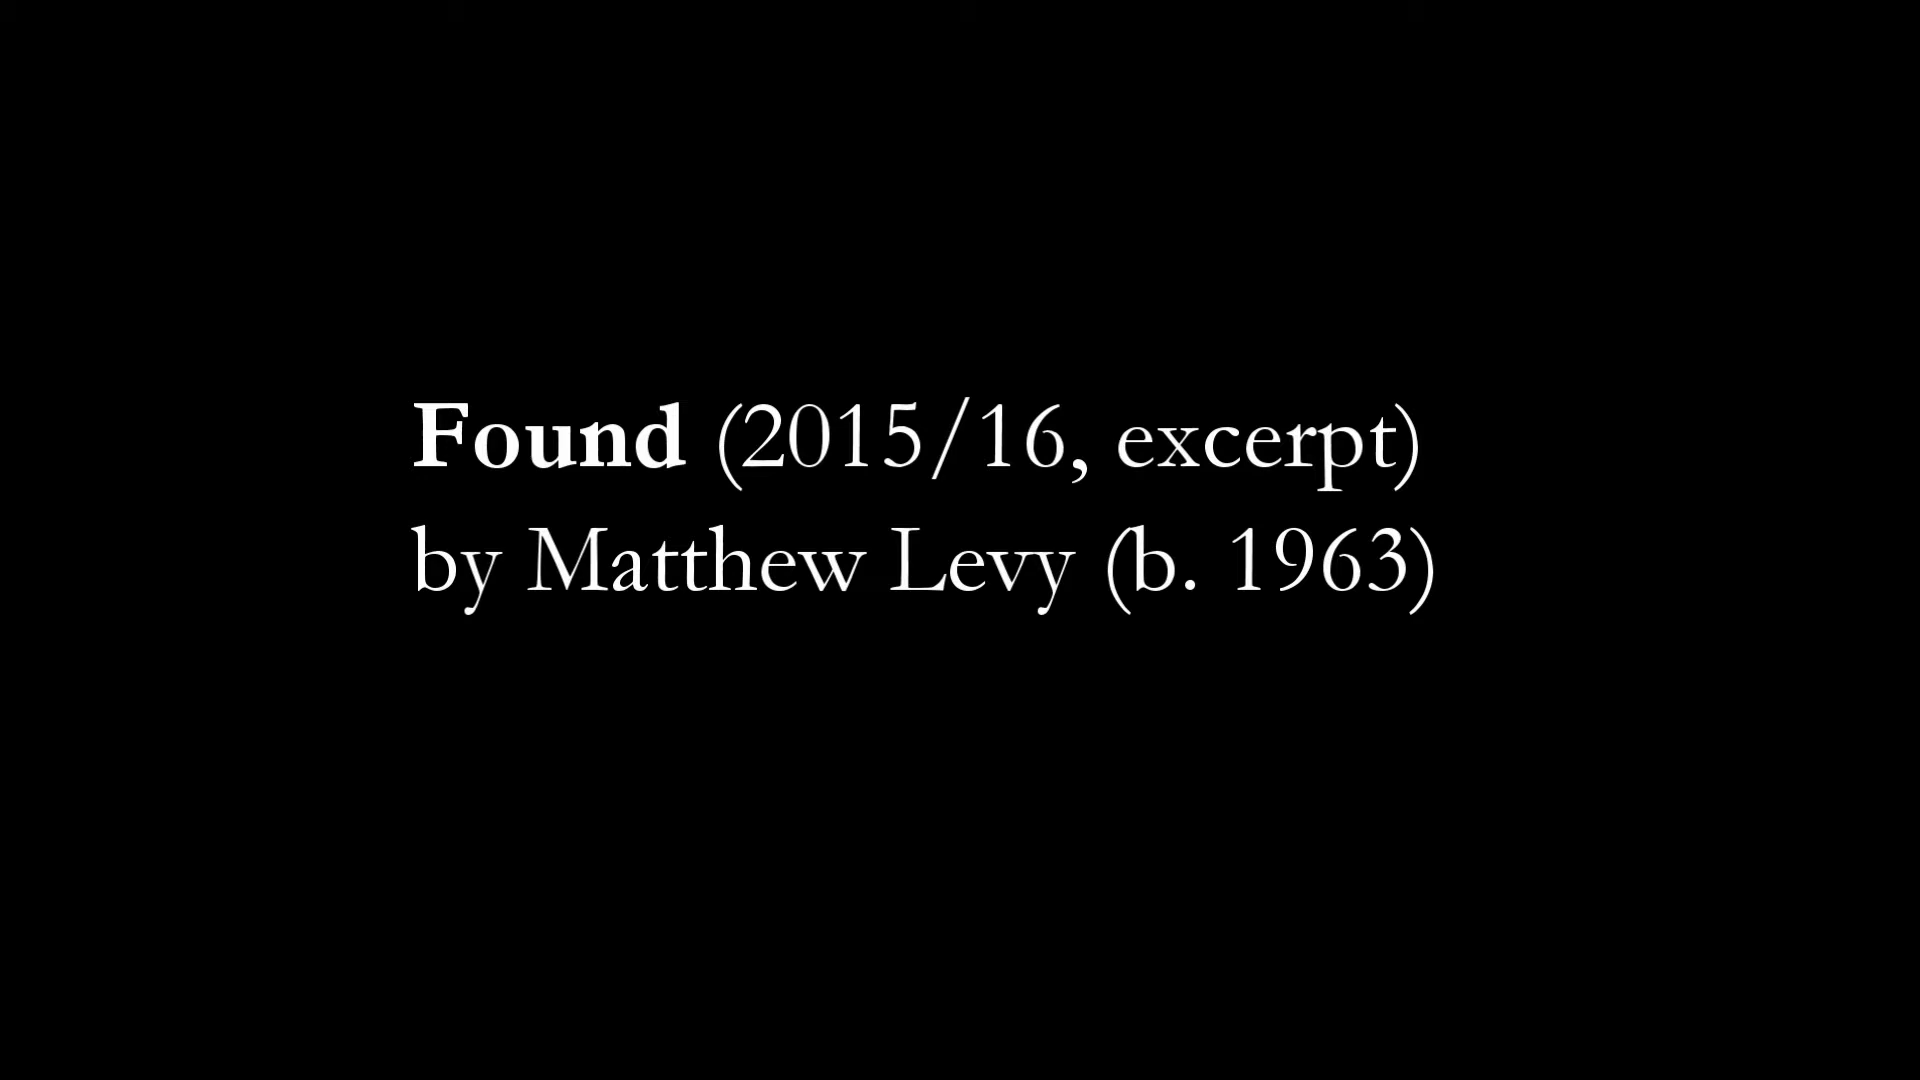 Found (2015/16, excerpt)
by Matthew Levy (b. 1963)